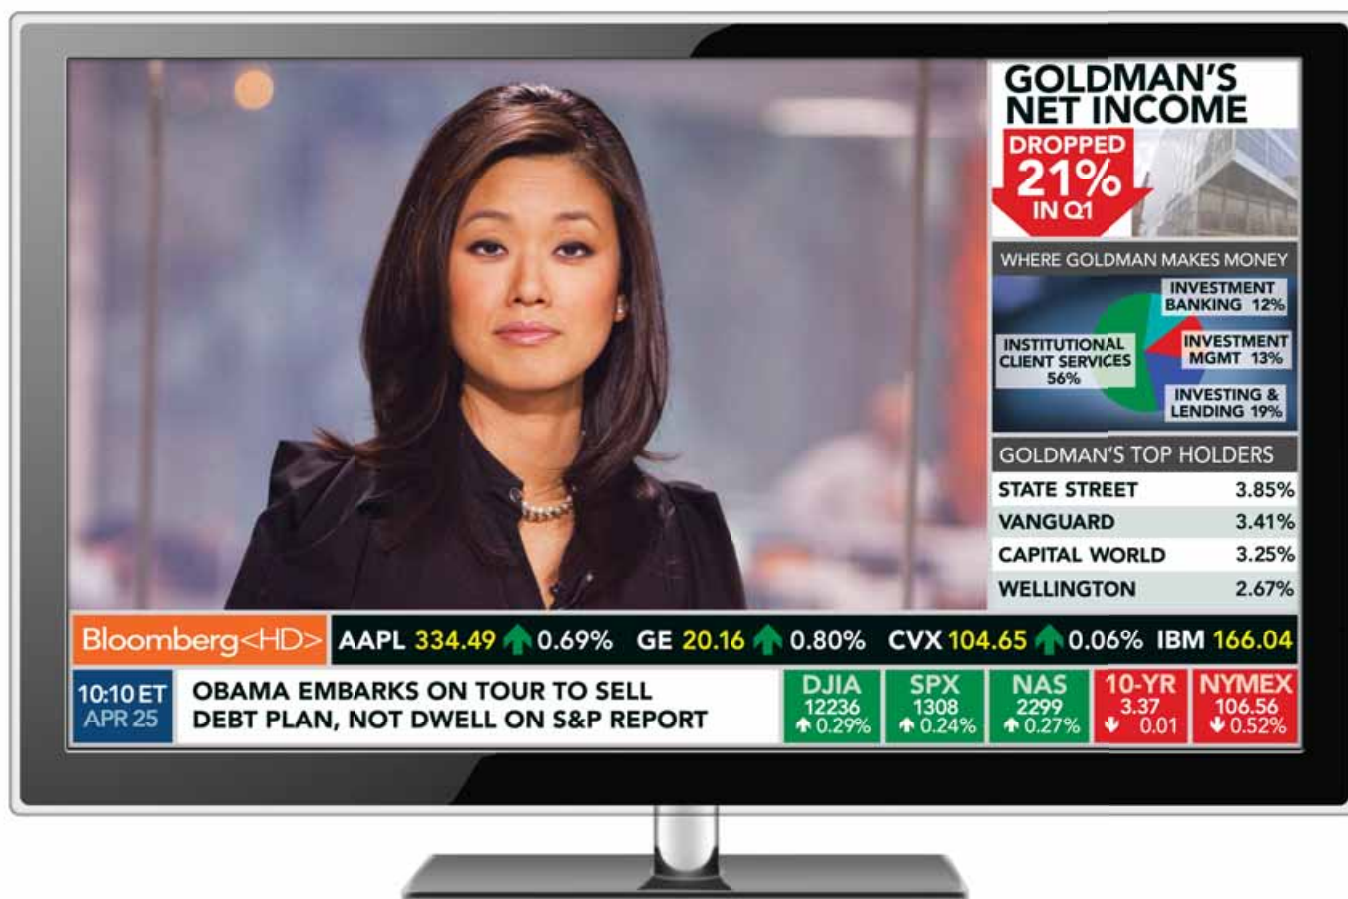 GOLDMAN'S
NET INCOME
DROPPED
21%
IN Q1
WHERE GOLDMAN MAKES MONEY
INVESTMENT
BANKING 12%
INSTITUTIONAL
CLIENT SERVICES
56%
INVESTMENT
MGMT 13%
INVESTING &
LENDING 19%
GOLDMAN'S TOP HOLDERS
STATE STREET 3.85%
VANGUARD 3.41%
CAPITAL WORLD 3.25%
WELLINGTON 2.67%
Bloomberg<HD> AAPL 334.49 0.69% GE 20.16 0.80% CVX 104.65 0.06% IBM 166.04
10:10 ET
APR 25
OBAMA EMBARKS ON TOUR TO SELL
DEBT PLAN, NOT DWELL ON S&P REPORT
DJIA
12236
0.29%
SPX
1308
0.24%
NAS
2299
0.27%
10-YR
3.37
0.01
NYMEX
106.56
0.52%